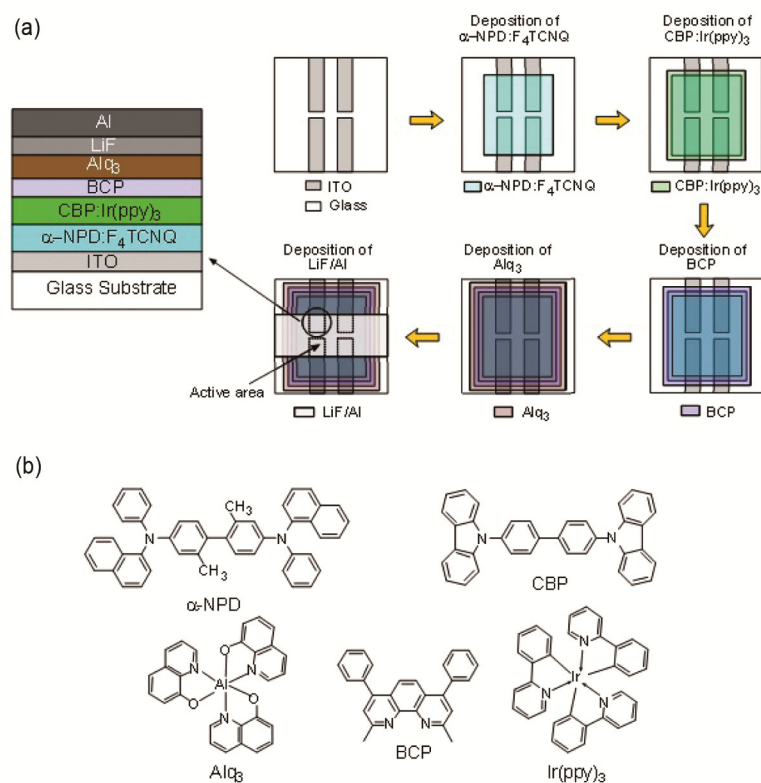 (a)
Al
LiF
Alq3
BCP
CBP:Ir(ppy)3
α–NPD:F4TCNQ
ITO
Glass Substrate
ITO
Glass
Deposition of
α–NPD:F4TCNQ
α–NPD:F4TCNQ
Deposition of
CBP:Ir(ppy)3
CBP:Ir(ppy)3
Deposition of
BCP
BCP
Deposition of
Alq3
Alq3
Deposition of
LiF/Al
Active area
LiF/Al
(b)
N
CH3
CH3
N
α-NPD
N
N
CBP
O
N
Al
N
O
O
N
Alq3
N
N
BCP
N
Ir
N
N
Ir(ppy)3